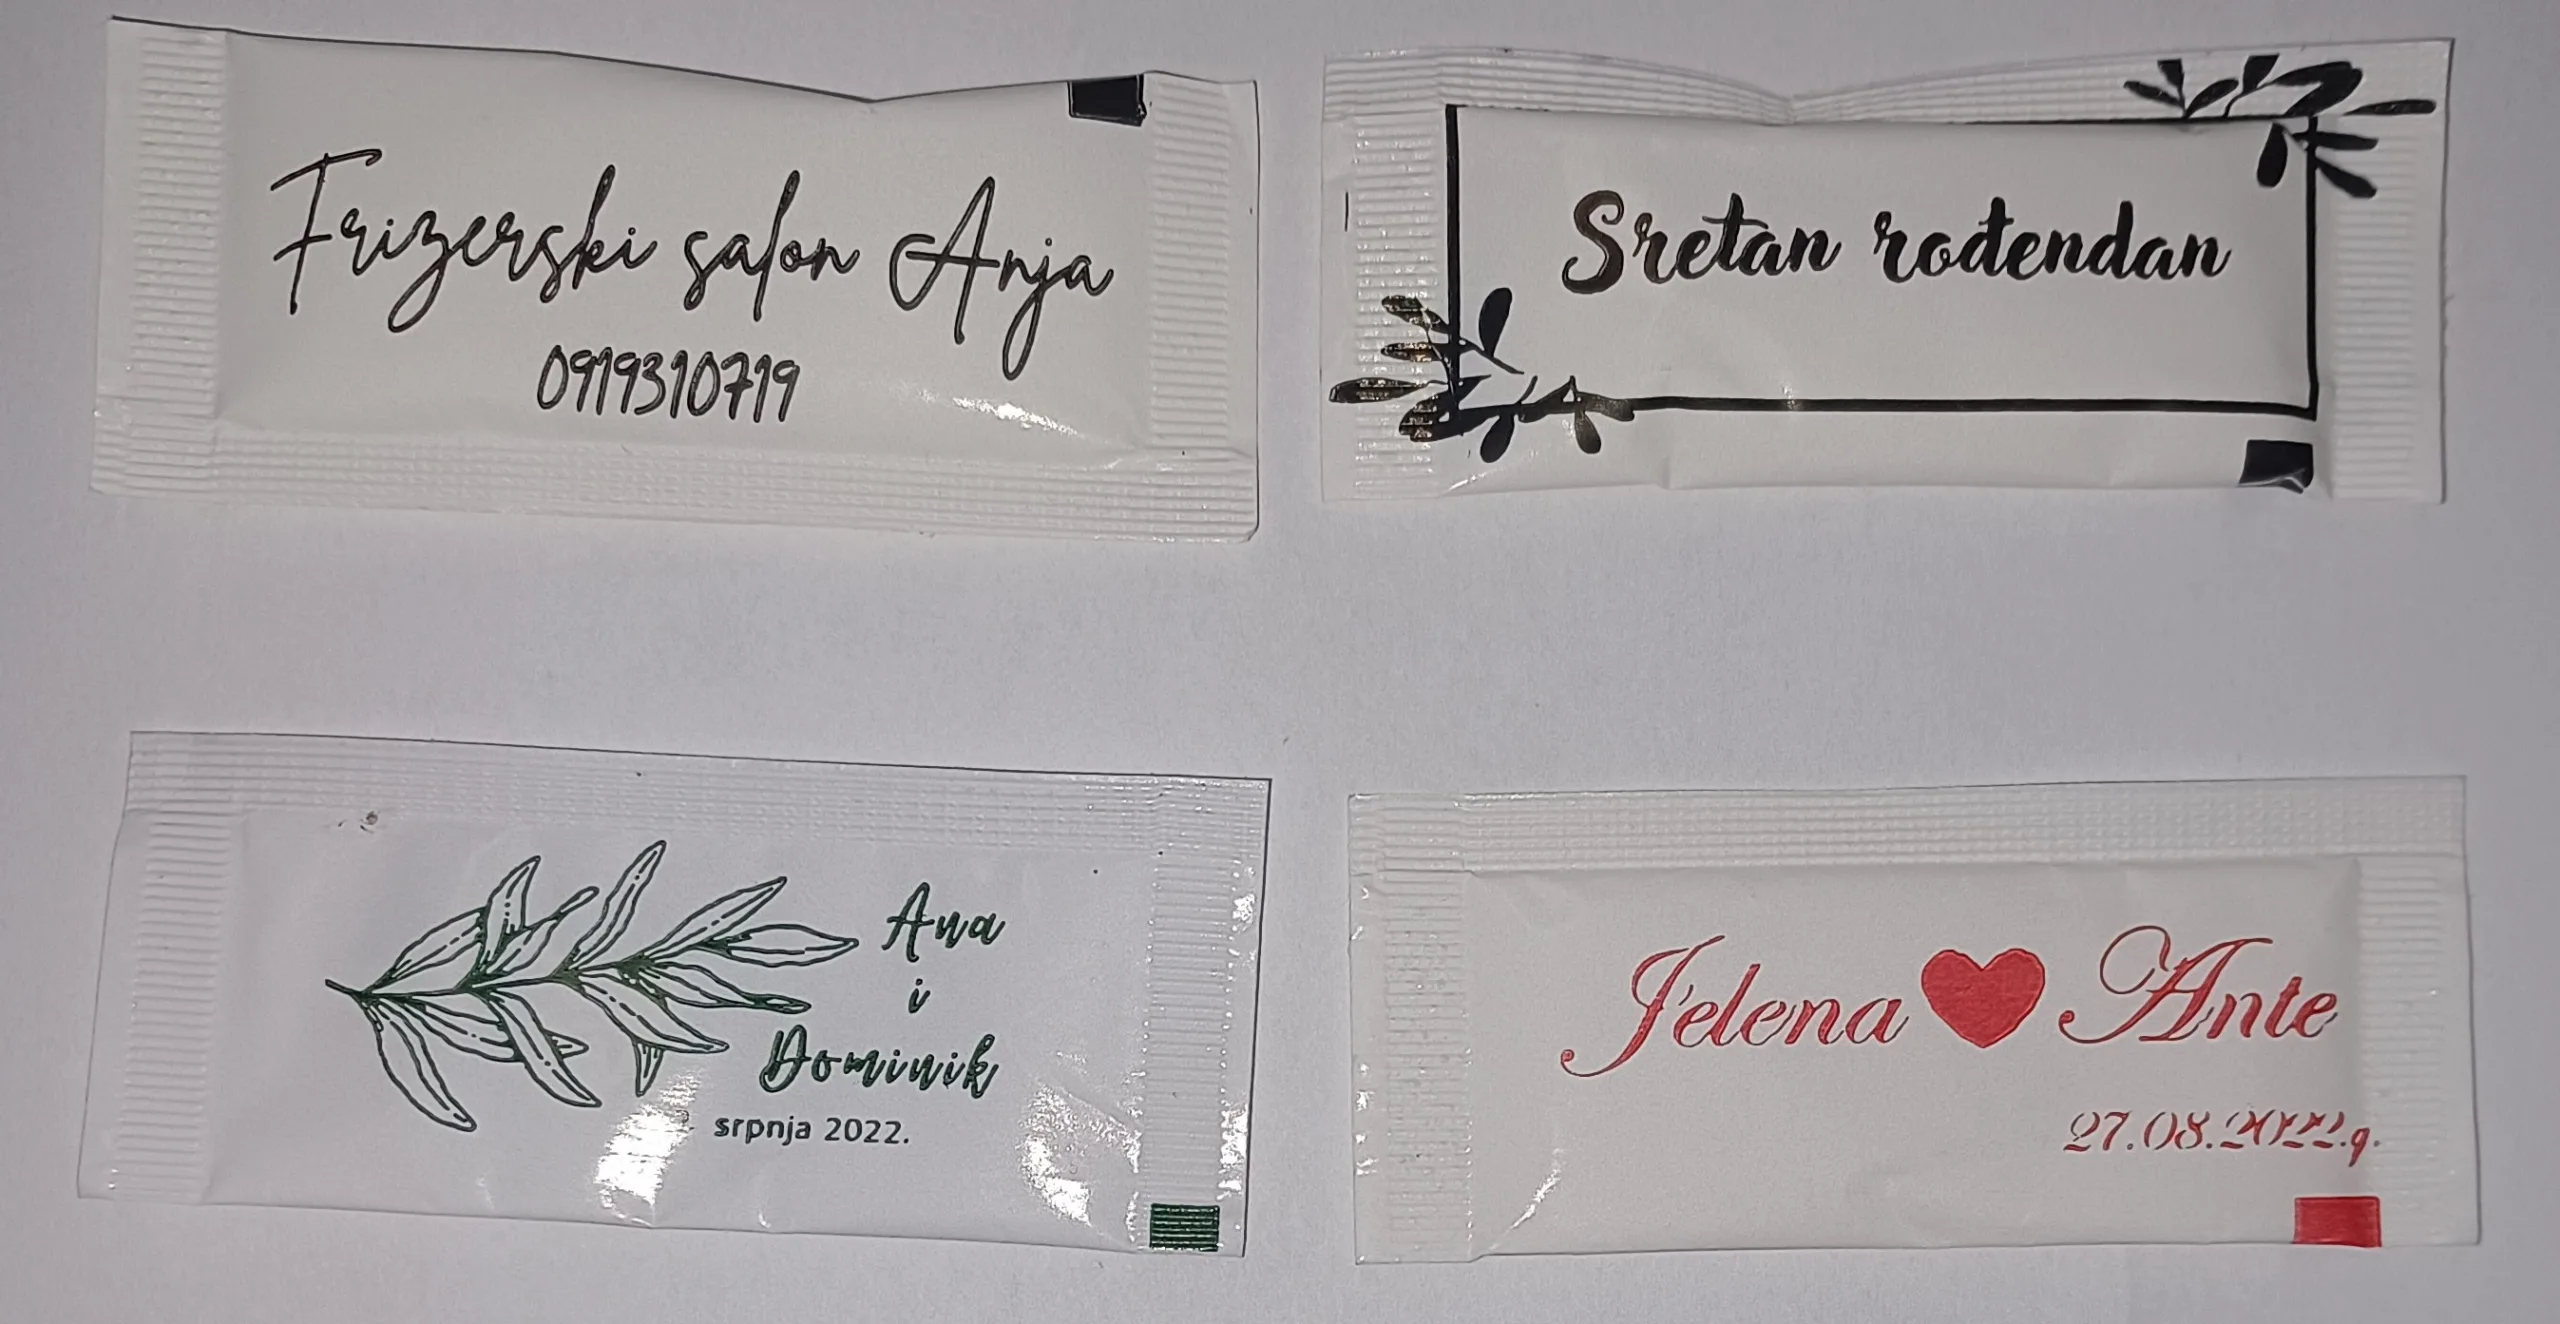 Frizerski salon Anja
0919310719
Sretan rođendan
Ana
i
Dominik
srpnja 2022.
Jelena Ante
27.08.2022.g.